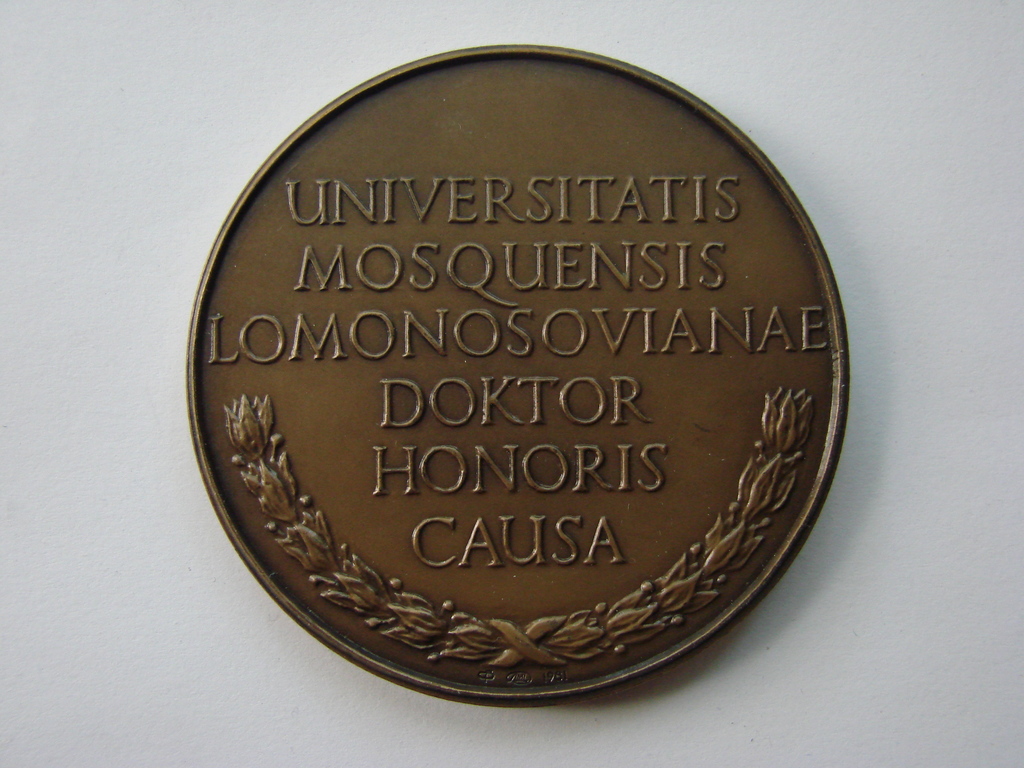 UNIVERSITATIS
MOSQUENSIS
LOMONOSOVIANAE
DOKTOR
HONORIS
CAUSA